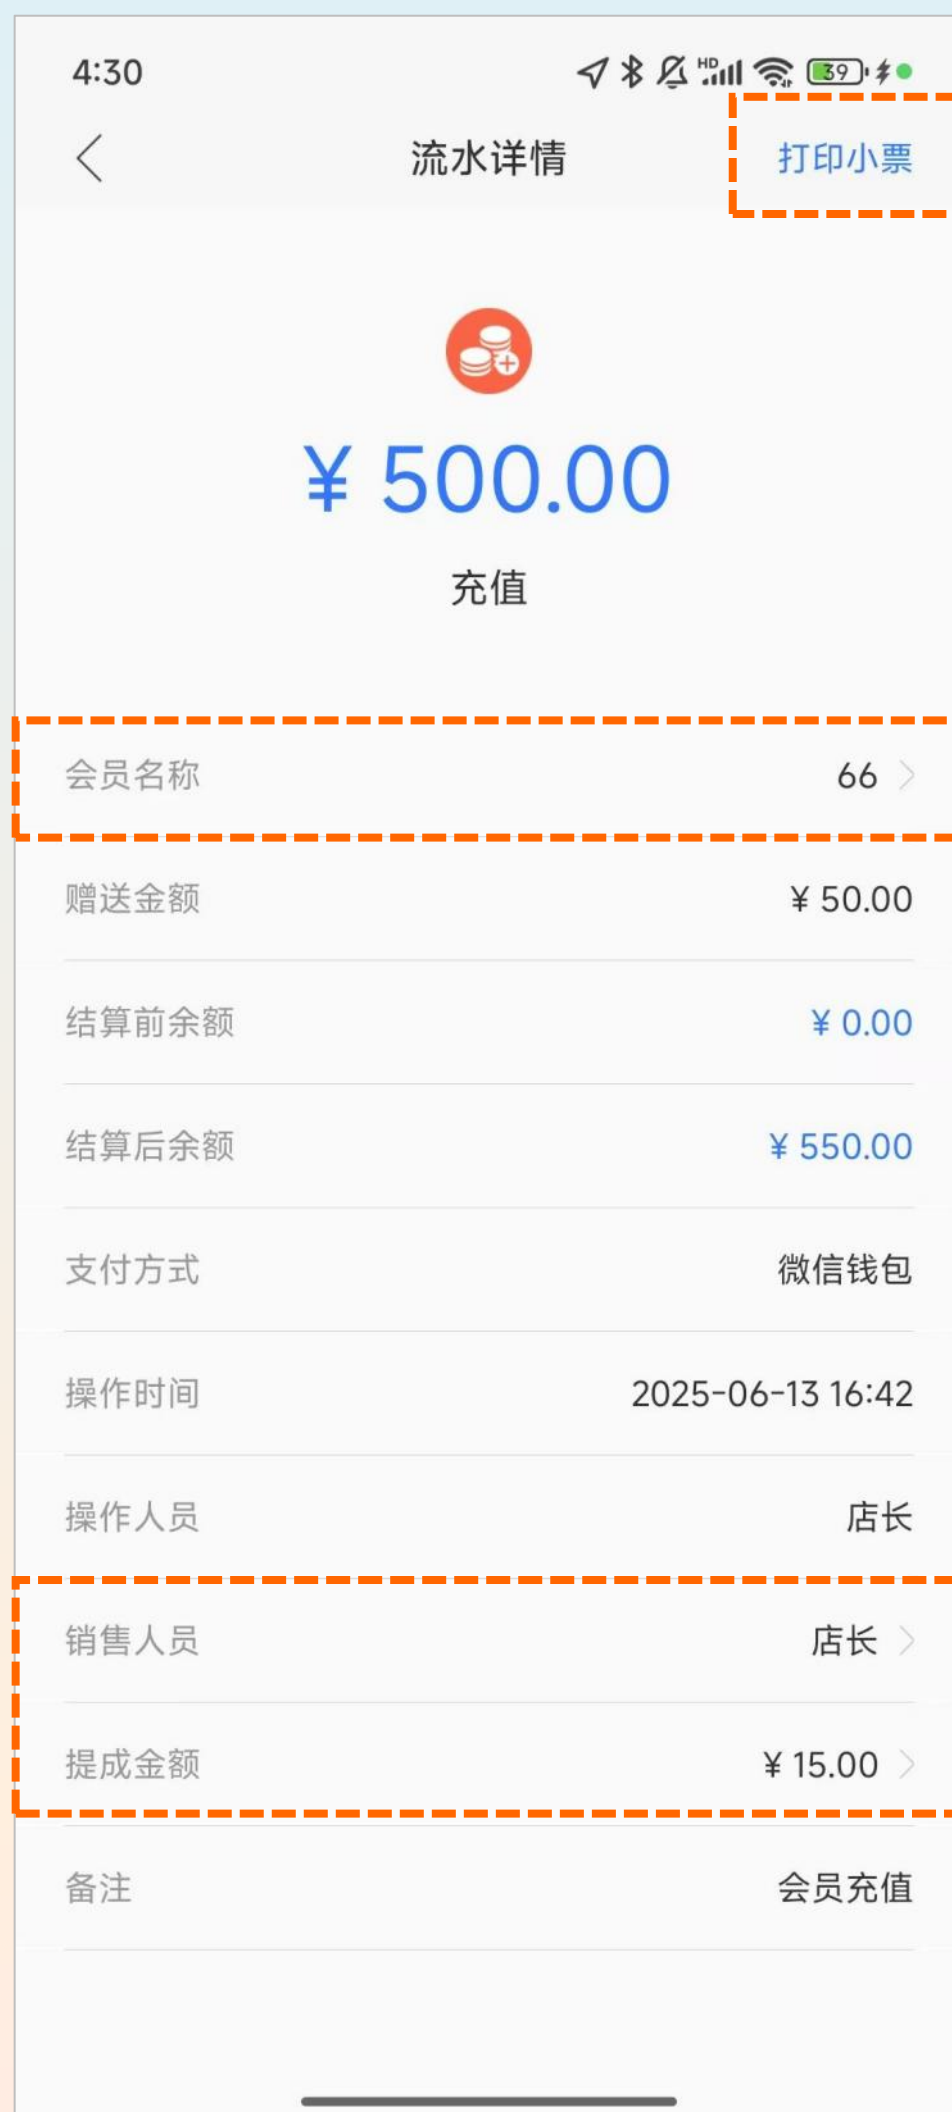 4:30 HD 39
流水详情 打印小票
¥ 500.00
充值
会员名称 66
赠送金额 ¥ 50.00
结算前余额 ¥ 0.00
结算后余额 ¥ 550.00
支付方式 微信钱包
操作时间 2025-06-13 16:42
操作人员 店长
销售人员 店长
提成金额 ¥ 15.00
备注 会员充值